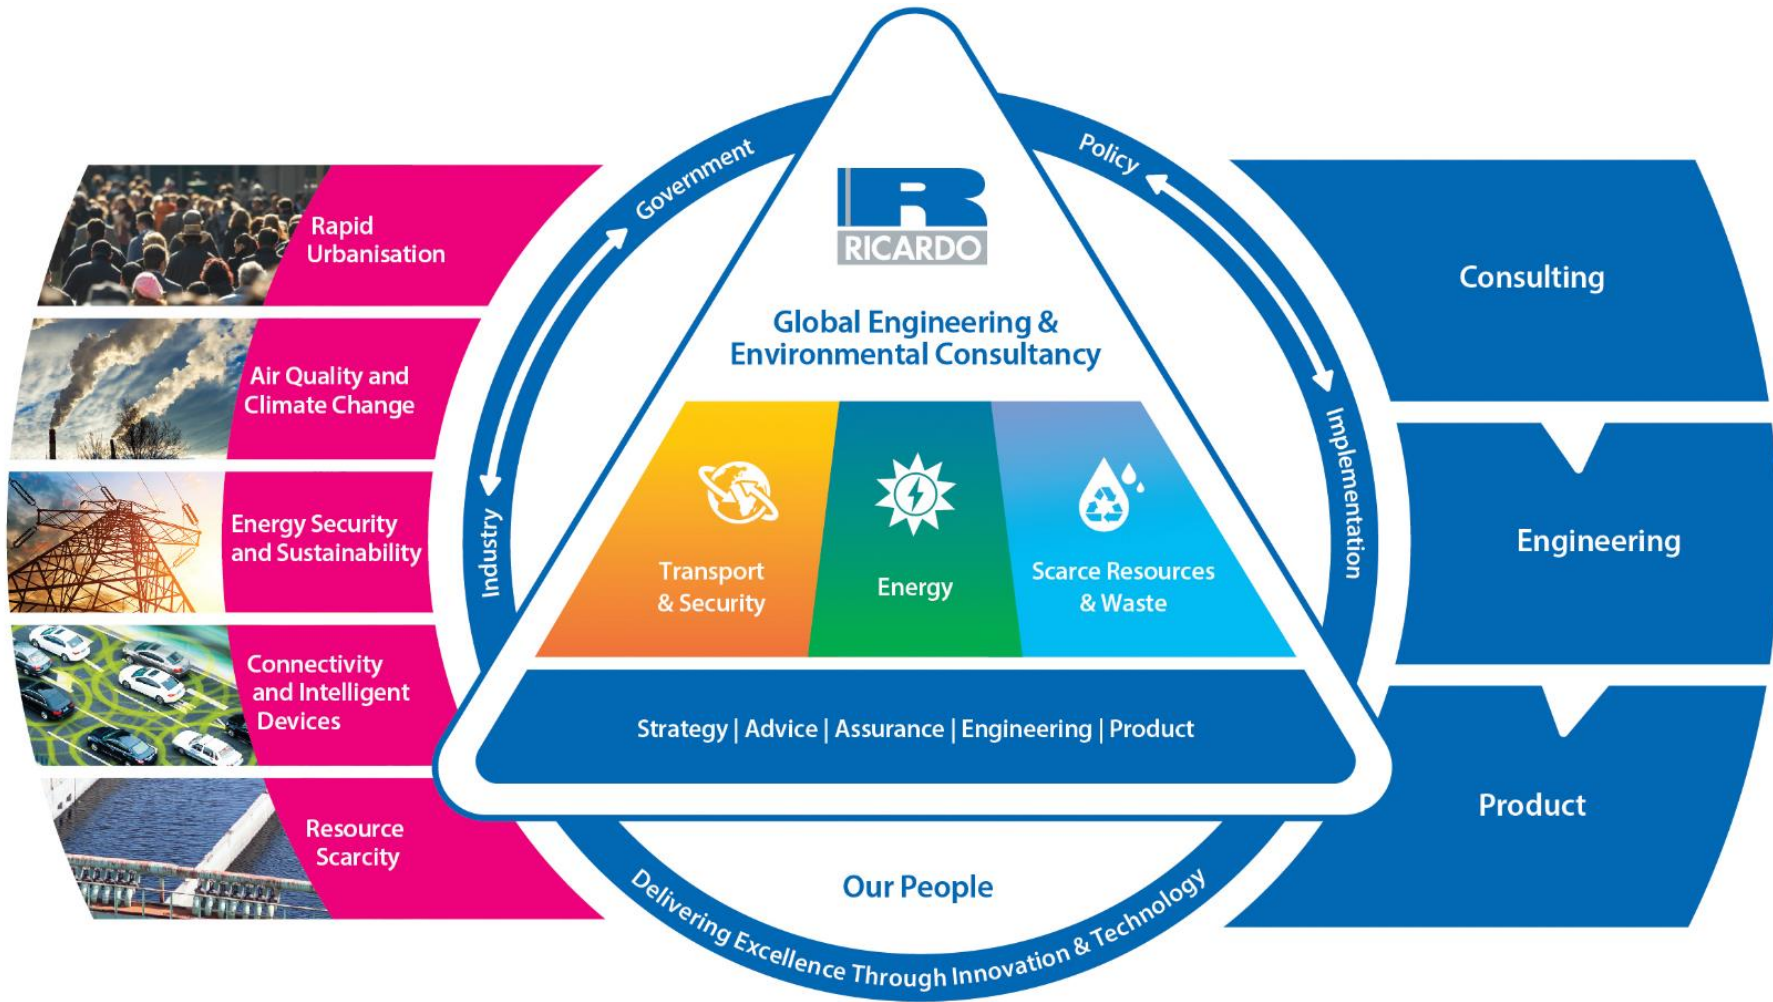 Rapid
Urbanisation
Air Quality and
Climate Change
Energy Security
and Sustainability
Connectivity
and Intelligent
Devices
Resource
Scarcity
Government
Industry
Policy
Implementation
RICARDO
Global Engineering &
Environmental Consultancy
Transport
& Security
Energy
Scarce Resources
& Waste
Strategy | Advice | Assurance | Engineering | Product
Our People
Delivering Excellence Through Innovation & Technology
Consulting
Engineering
Product